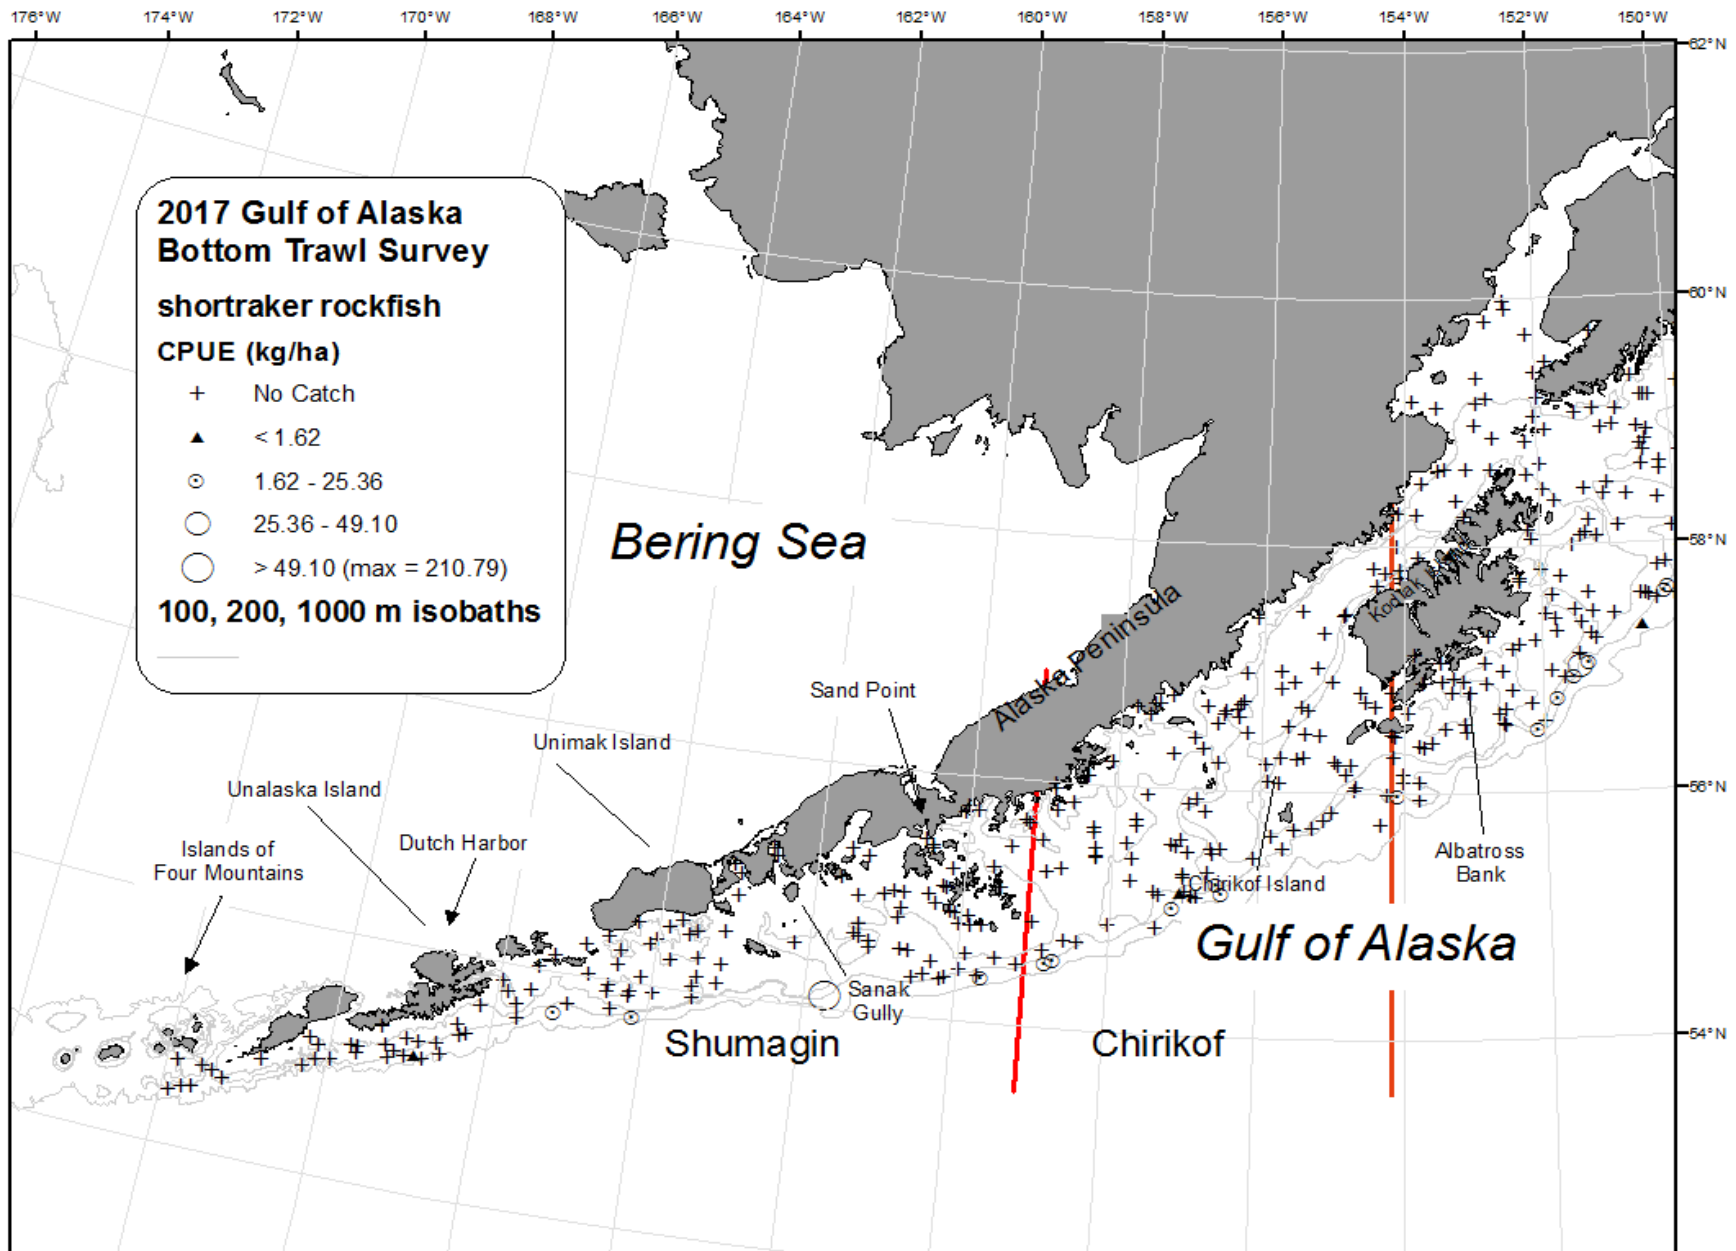 176°W 174°W 172°W 170°W 168°W 166°W 164°W 162°W 160°W 158°W 156°W 154°W 152°W 150°W
62°N
60°N
58°N
56°N
54°N
2017 Gulf of Alaska
Bottom Trawl Survey
shortraker rockfish
CPUE (kg/ha)
No Catch
< 1.62
1.62 - 25.36
25.36 - 49.10
> 49.10 (max = 210.79)
100, 200, 1000 m isobaths
Bering Sea
Kodiak Island
Alaska Peninsula
Sand Point
Unimak Island
Unalaska Island
Dutch Harbor
Islands of
Four Mountains
Albatross
Bank
Chirikof Island
Gulf of Alaska
Sanak
Gully
Shumagin
Chirikof